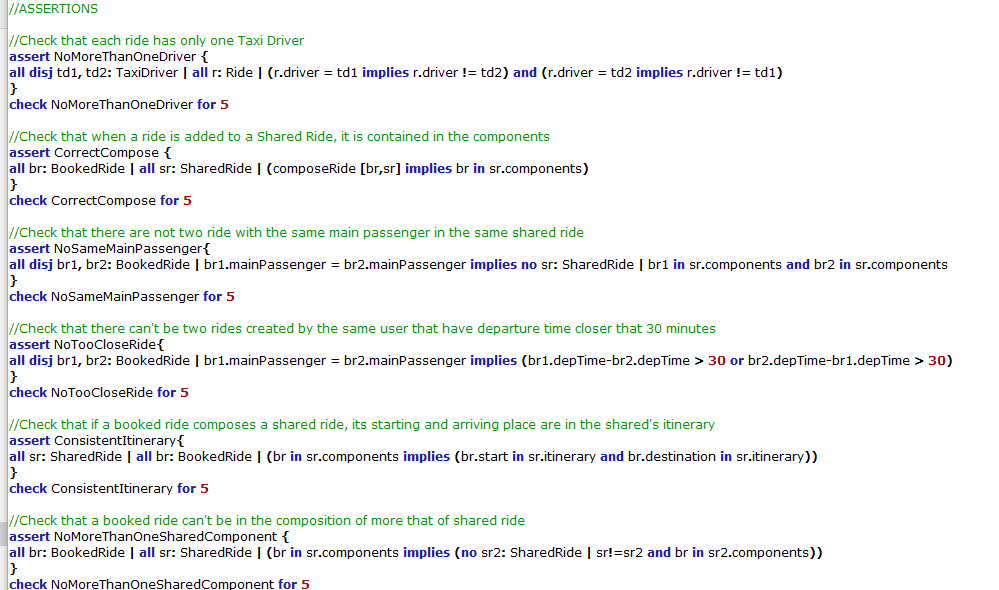 //ASSERTIONS
//Check that each ride has only one Taxi Driver
assert NoMoreThanOneDriver {
all disj td1, td2: TaxiDriver | all r: Ride | (r.driver = td1 implies r.driver != td2) and (r.driver = td2 implies r.driver != td1)
}
check NoMoreThanOneDriver for 5
//Check that when a ride is added to a Shared Ride, it is contained in the components
assert CorrectCompose {
all br: BookedRide | all sr: SharedRide | (composeRide [br,sr] implies br in sr.components)
}
check CorrectCompose for 5
//Check that there are not two ride with the same main passenger in the same shared ride
assert NoSameMainPassenger{
all disj br1, br2: BookedRide | br1.mainPassenger = br2.mainPassenger implies no sr: SharedRide | br1 in sr.components and br2 in sr.components
}
check NoSameMainPassenger for 5
//Check that there can't be two rides created by the same user that have departure time closer that 30 minutes
assert NoTooCloseRide{
all disj br1, br2: BookedRide | br1.mainPassenger = br2.mainPassenger implies (br1.depTime-br2.depTime > 30 or br2.depTime-br1.depTime > 30)
}
check NoTooCloseRide for 5
//Check that if a booked ride composes a shared ride, its starting and arriving place are in the shared's itinerary
assert ConsistentItinerary{
all sr: SharedRide | all br: BookedRide | (br in sr.components implies (br.start in sr.itinerary and br.destination in sr.itinerary))
}
check ConsistentItinerary for 5
//Check that a booked ride can't be in the composition of more that of shared ride
assert NoMoreThanOneSharedComponent {
all br: BookedRide | all sr: SharedRide | (br in sr.components implies (no sr2: SharedRide | sr!=sr2 and br in sr2.components))
}
check NoMoreThanOneSharedComponent for 5